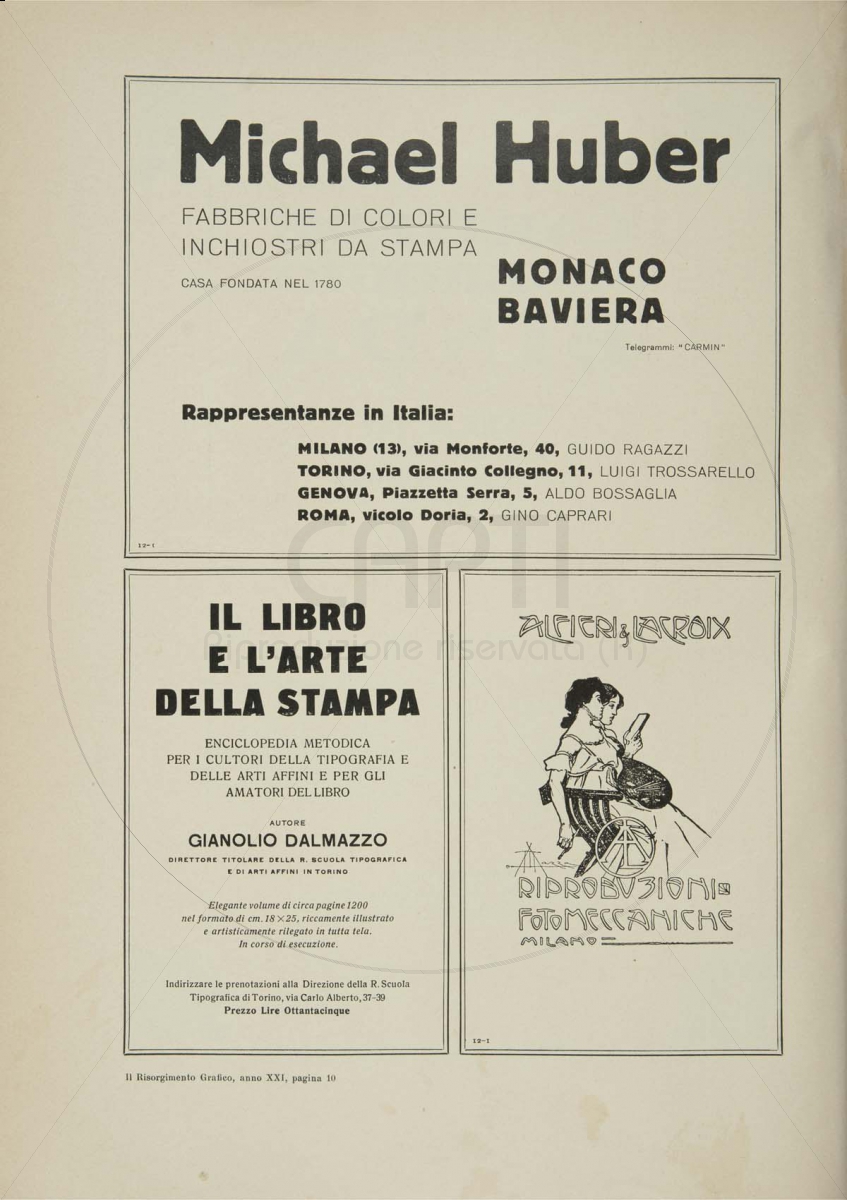 Michael Huber
FABBRICHE DI COLORI E
INCHIOSTRI DA STAMPA
CASA FONDATA NEL 1780
MONACO
BAVIERA
Telegrammi: "CARMIN"
Rappresentanze in Italia:
MILANO (13), via Monforte, 40, GUIDO RAGAZZI
TORINO, via Giacinto Collegno, 11, LUIGI TROSSARELLO
GENOVA, Piazzetta Serra, 5, ALDO BOSSAGLIA
ROMA, vicolo Doria, 2, GINO CAPRARI
12-1
CAPTI
Riproduzione riservata (n)
IL LIBRO
E L'ARTE
DELLA STAMPA
ENCICLOPEDIA METODICA
PER I CULTORI DELLA TIPOGRAFIA E
DELLE ARTI AFFINI E PER GLI
AMATORI DEL LIBRO
AUTORE
GIANOLIO DALMAZZO
DIRETTORE TITOLARE DELLA R. SCUOLA TIPOGRAFICA
E DI ARTI AFFINI IN TORINO
Elegante volume di circa pagine 1200
nel formato di cm. 18 × 25, riccamente illustrato
e artisticamente rilegato in tutta tela.
In corso di esecuzione.
Indirizzare le prenotazioni alla Direzione della R. Scuola
Tipografica di Torino, via Carlo Alberto, 37-39
Prezzo Lire Ottantacinque
ALFIERI & LACROIX
RIPRODUZIONI
FOTOMECCANICHE
MILANO
12-1
Il Risorgimento Grafico, anno XXI, pagina 10